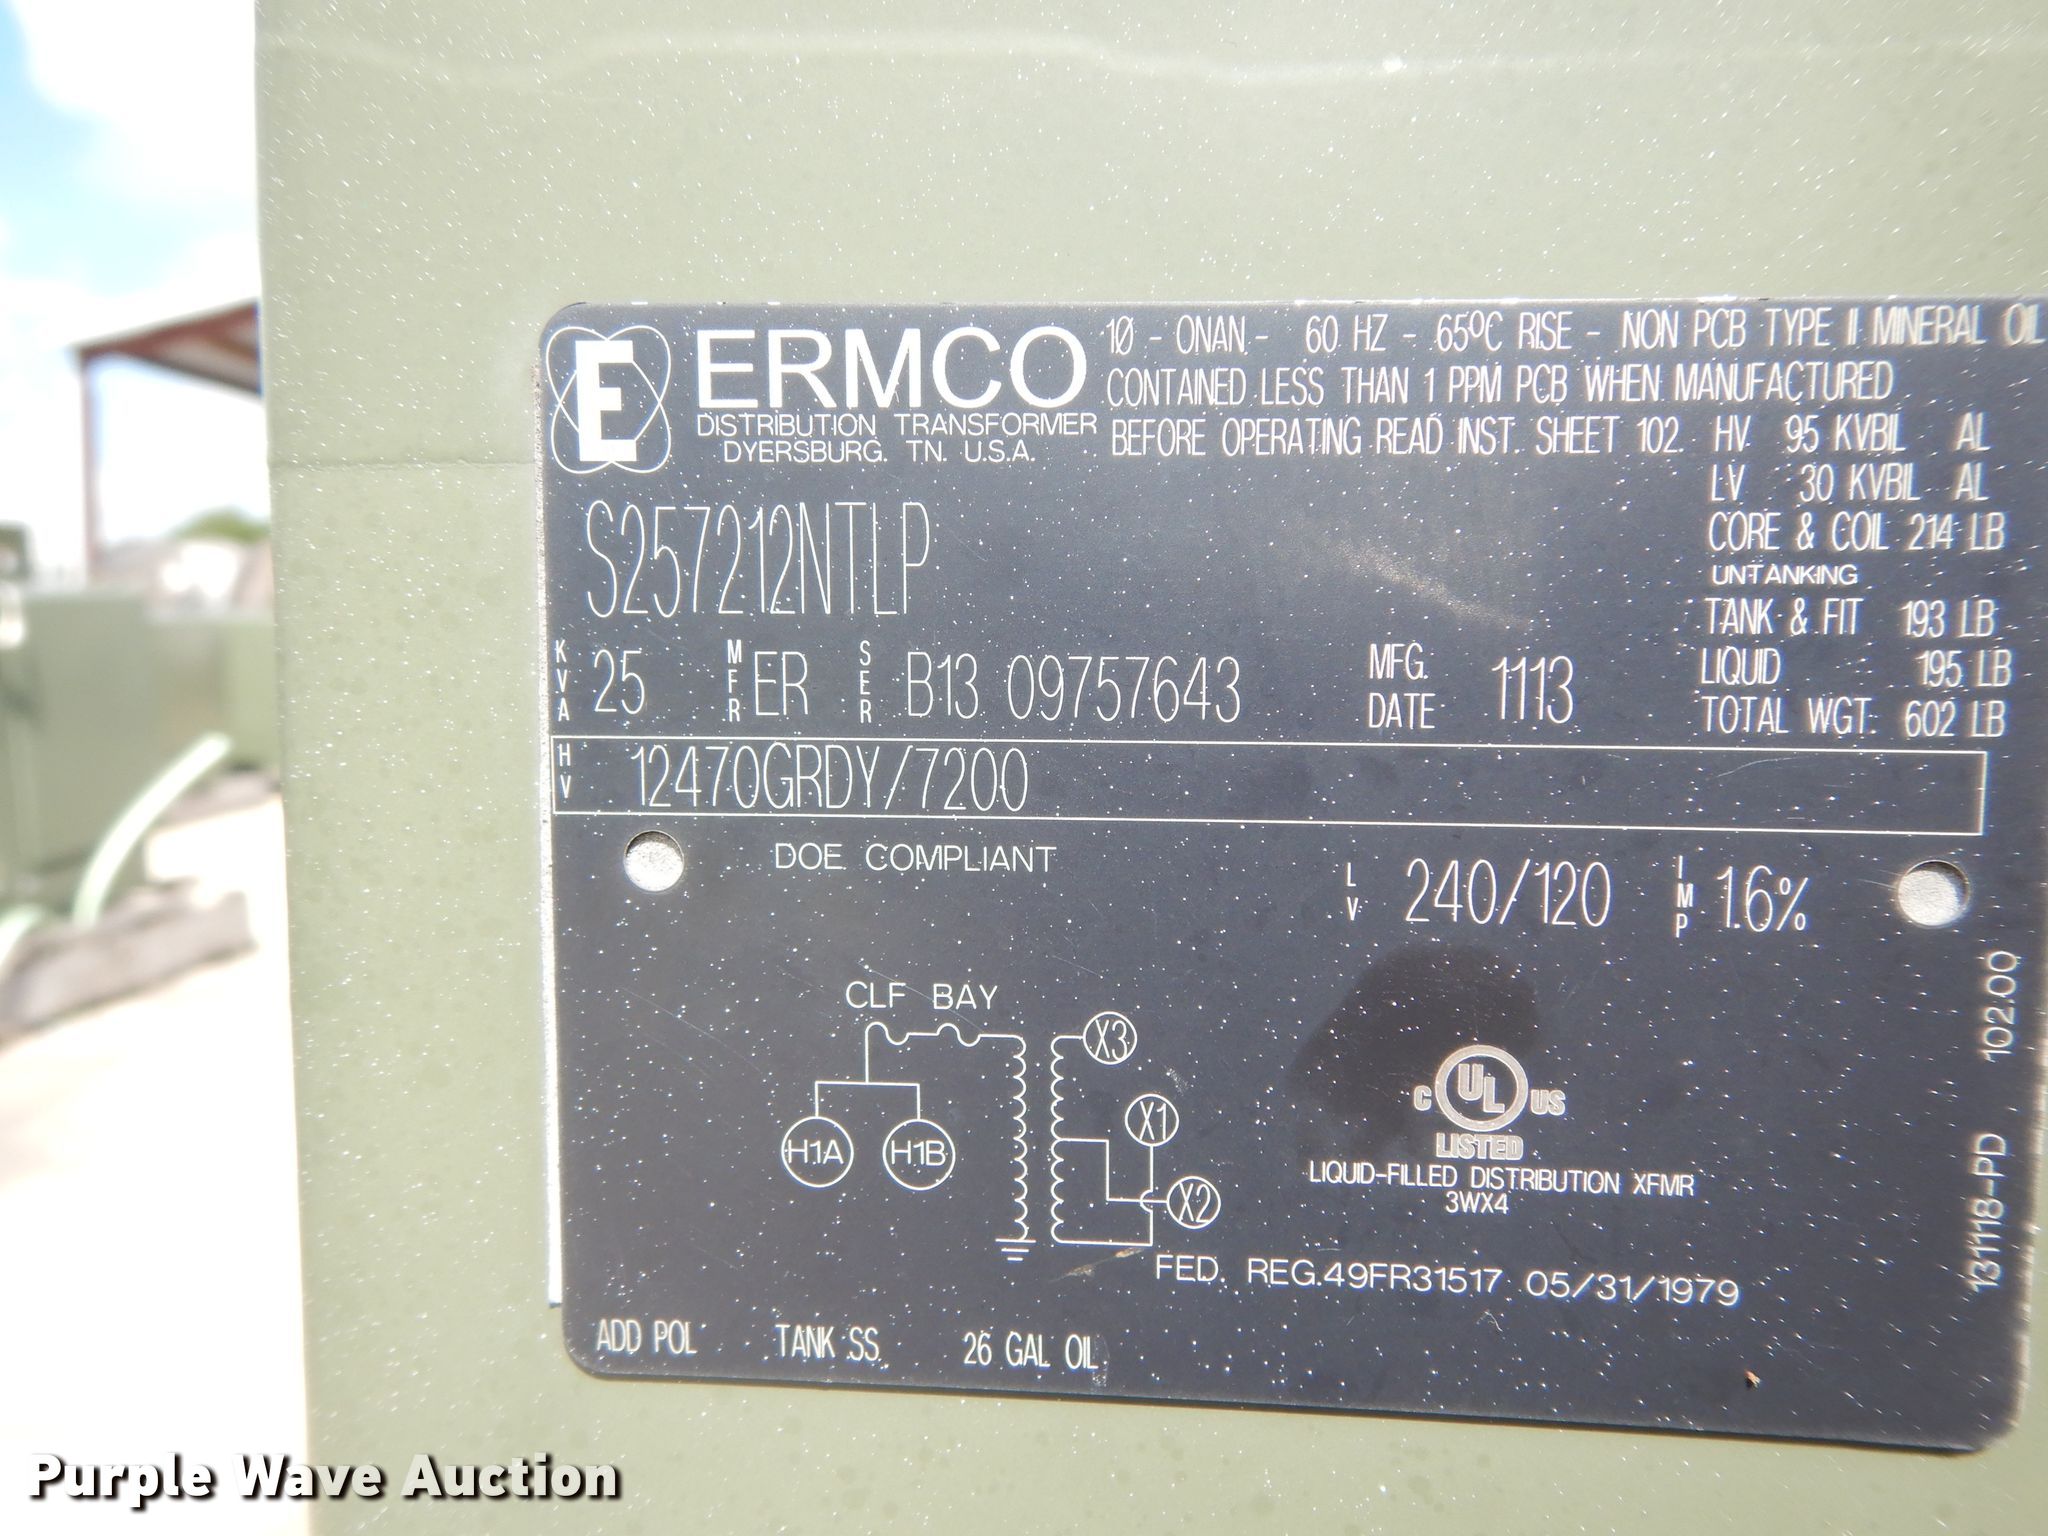 E ERMCO
DISTRIBUTION TRANSFORMER
DYERSBURG. TN. U.S.A.
1Ø - ONAN - 60 HZ - 65ºC RISE - NON PCB TYPE II MINERAL OIL
CONTAINED LESS THAN 1 PPM PCB WHEN MANUFACTURED
BEFORE OPERATING READ INST. SHEET 102. HV 95 KVBIL AL
LV 30 KVBIL AL
CORE & COIL 214 LB
UNTANKING
TANK & FIT 193 LB
LIQUID 195 LB
TOTAL WGT. 602 LB
S257212NTLP
KVA 25 MFR ER SER B13 09757643 MFG. DATE 1113
HV 12470GRDY/7200
DOE COMPLIANT
LV 240/120 IMP 1.6%
CLF BAY
X3
X1
H1A H1B
X2
C UL US
LISTED
LIQUID-FILLED DISTRIBUTION XFMR
3WX4
FED. REG.49FR31517 05/31/1979
ADD POL TANK SS 26 GAL OIL
131118-PD 102.00
Purple Wave Auction